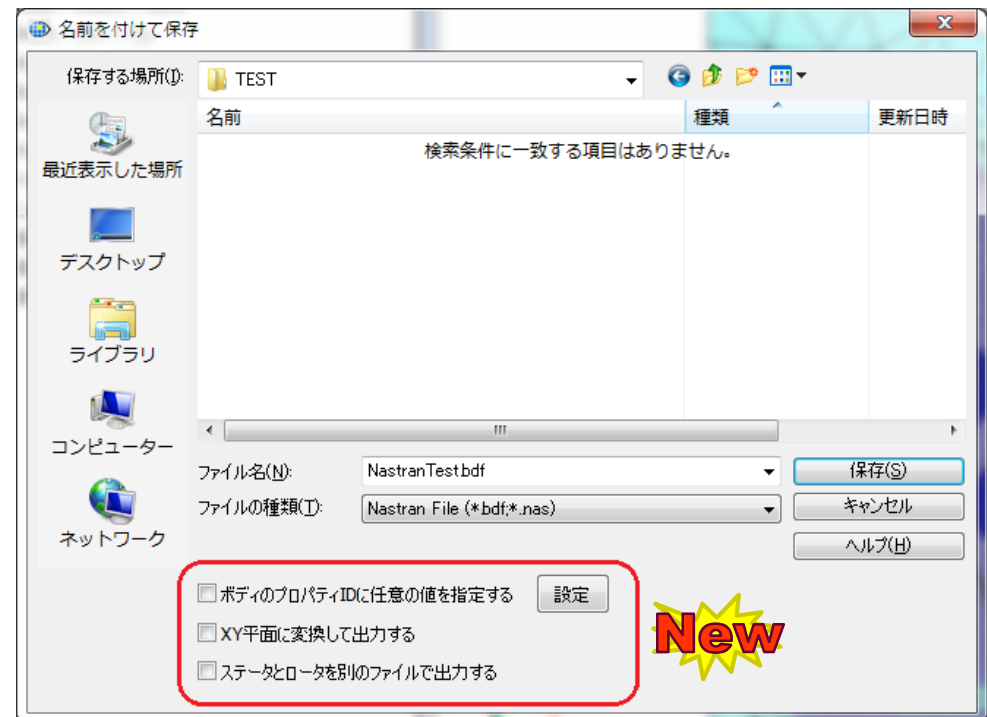 名前を付けて保存
保存する場所(I):
TEST
名前
種類
更新日時
検索条件に一致する項目はありません。
最近表示した場所
デスクトップ
ライブラリ
コンピューター
ネットワーク
ファイル名(N):
NastranTest.bdf
保存(S)
ファイルの種類(T):
Nastran File (*.bdf;*.nas)
キャンセル
ヘルプ(H)
ボディのプロパティIDに任意の値を指定する
設定
XY平面に変換して出力する
ステータとロータを別のファイルで出力する
New